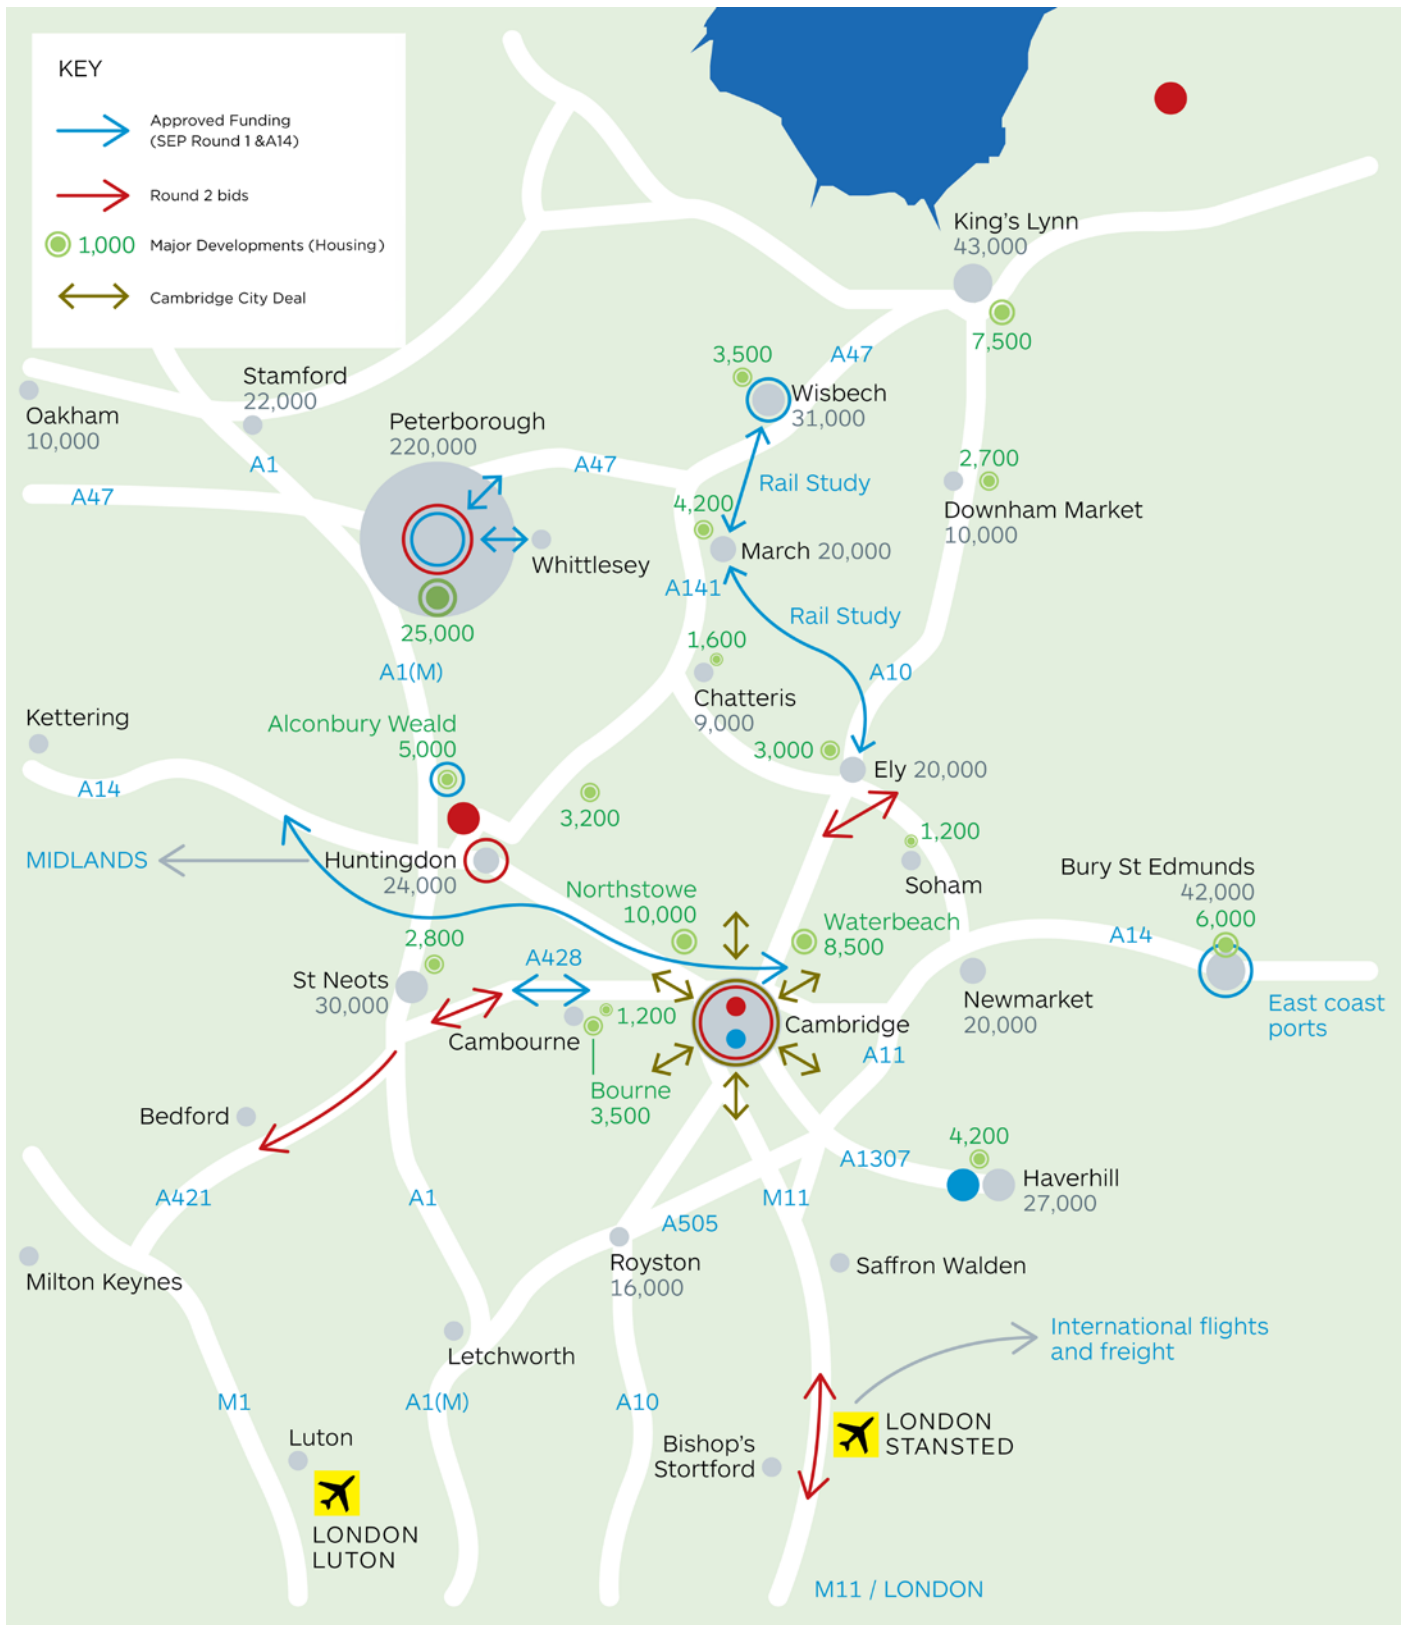 KEY
Approved Funding
(SEP Round 1 &A14)
Round 2 bids
1,000 Major Developments (Housing)
Cambridge City Deal
King's Lynn
43,000
7,500
3,500
A47
Wisbech
31,000
Stamford
22,000
Oakham
10,000
Peterborough
220,000
A1
A47
A47
Rail Study
2,700
Downham Market
10,000
4,200
March 20,000
Whittlesey
A141
25,000
Rail Study
1,600
A1(M)
A10
Chatteris
9,000
Kettering
Alconbury Weald
5,000
3,000
Ely 20,000
A14
3,200
1,200
Soham
MIDLANDS
Huntingdon
24,000
Bury St Edmunds
42,000
6,000
Northstowe
10,000
Waterbeach
8,500
2,800
A428
A14
St Neots
30,000
Newmarket
20,000
East coast
ports
1,200
Cambourne
Cambridge
A11
Bourne
3,500
Bedford
4,200
A1307
Haverhill
27,000
A421
A1
M11
A505
Royston
16,000
Saffron Walden
Milton Keynes
International flights
and freight
Letchworth
M1
A1(M)
A10
LONDON
STANSTED
Luton
Bishop's
Stortford
LONDON
LUTON
M11 / LONDON